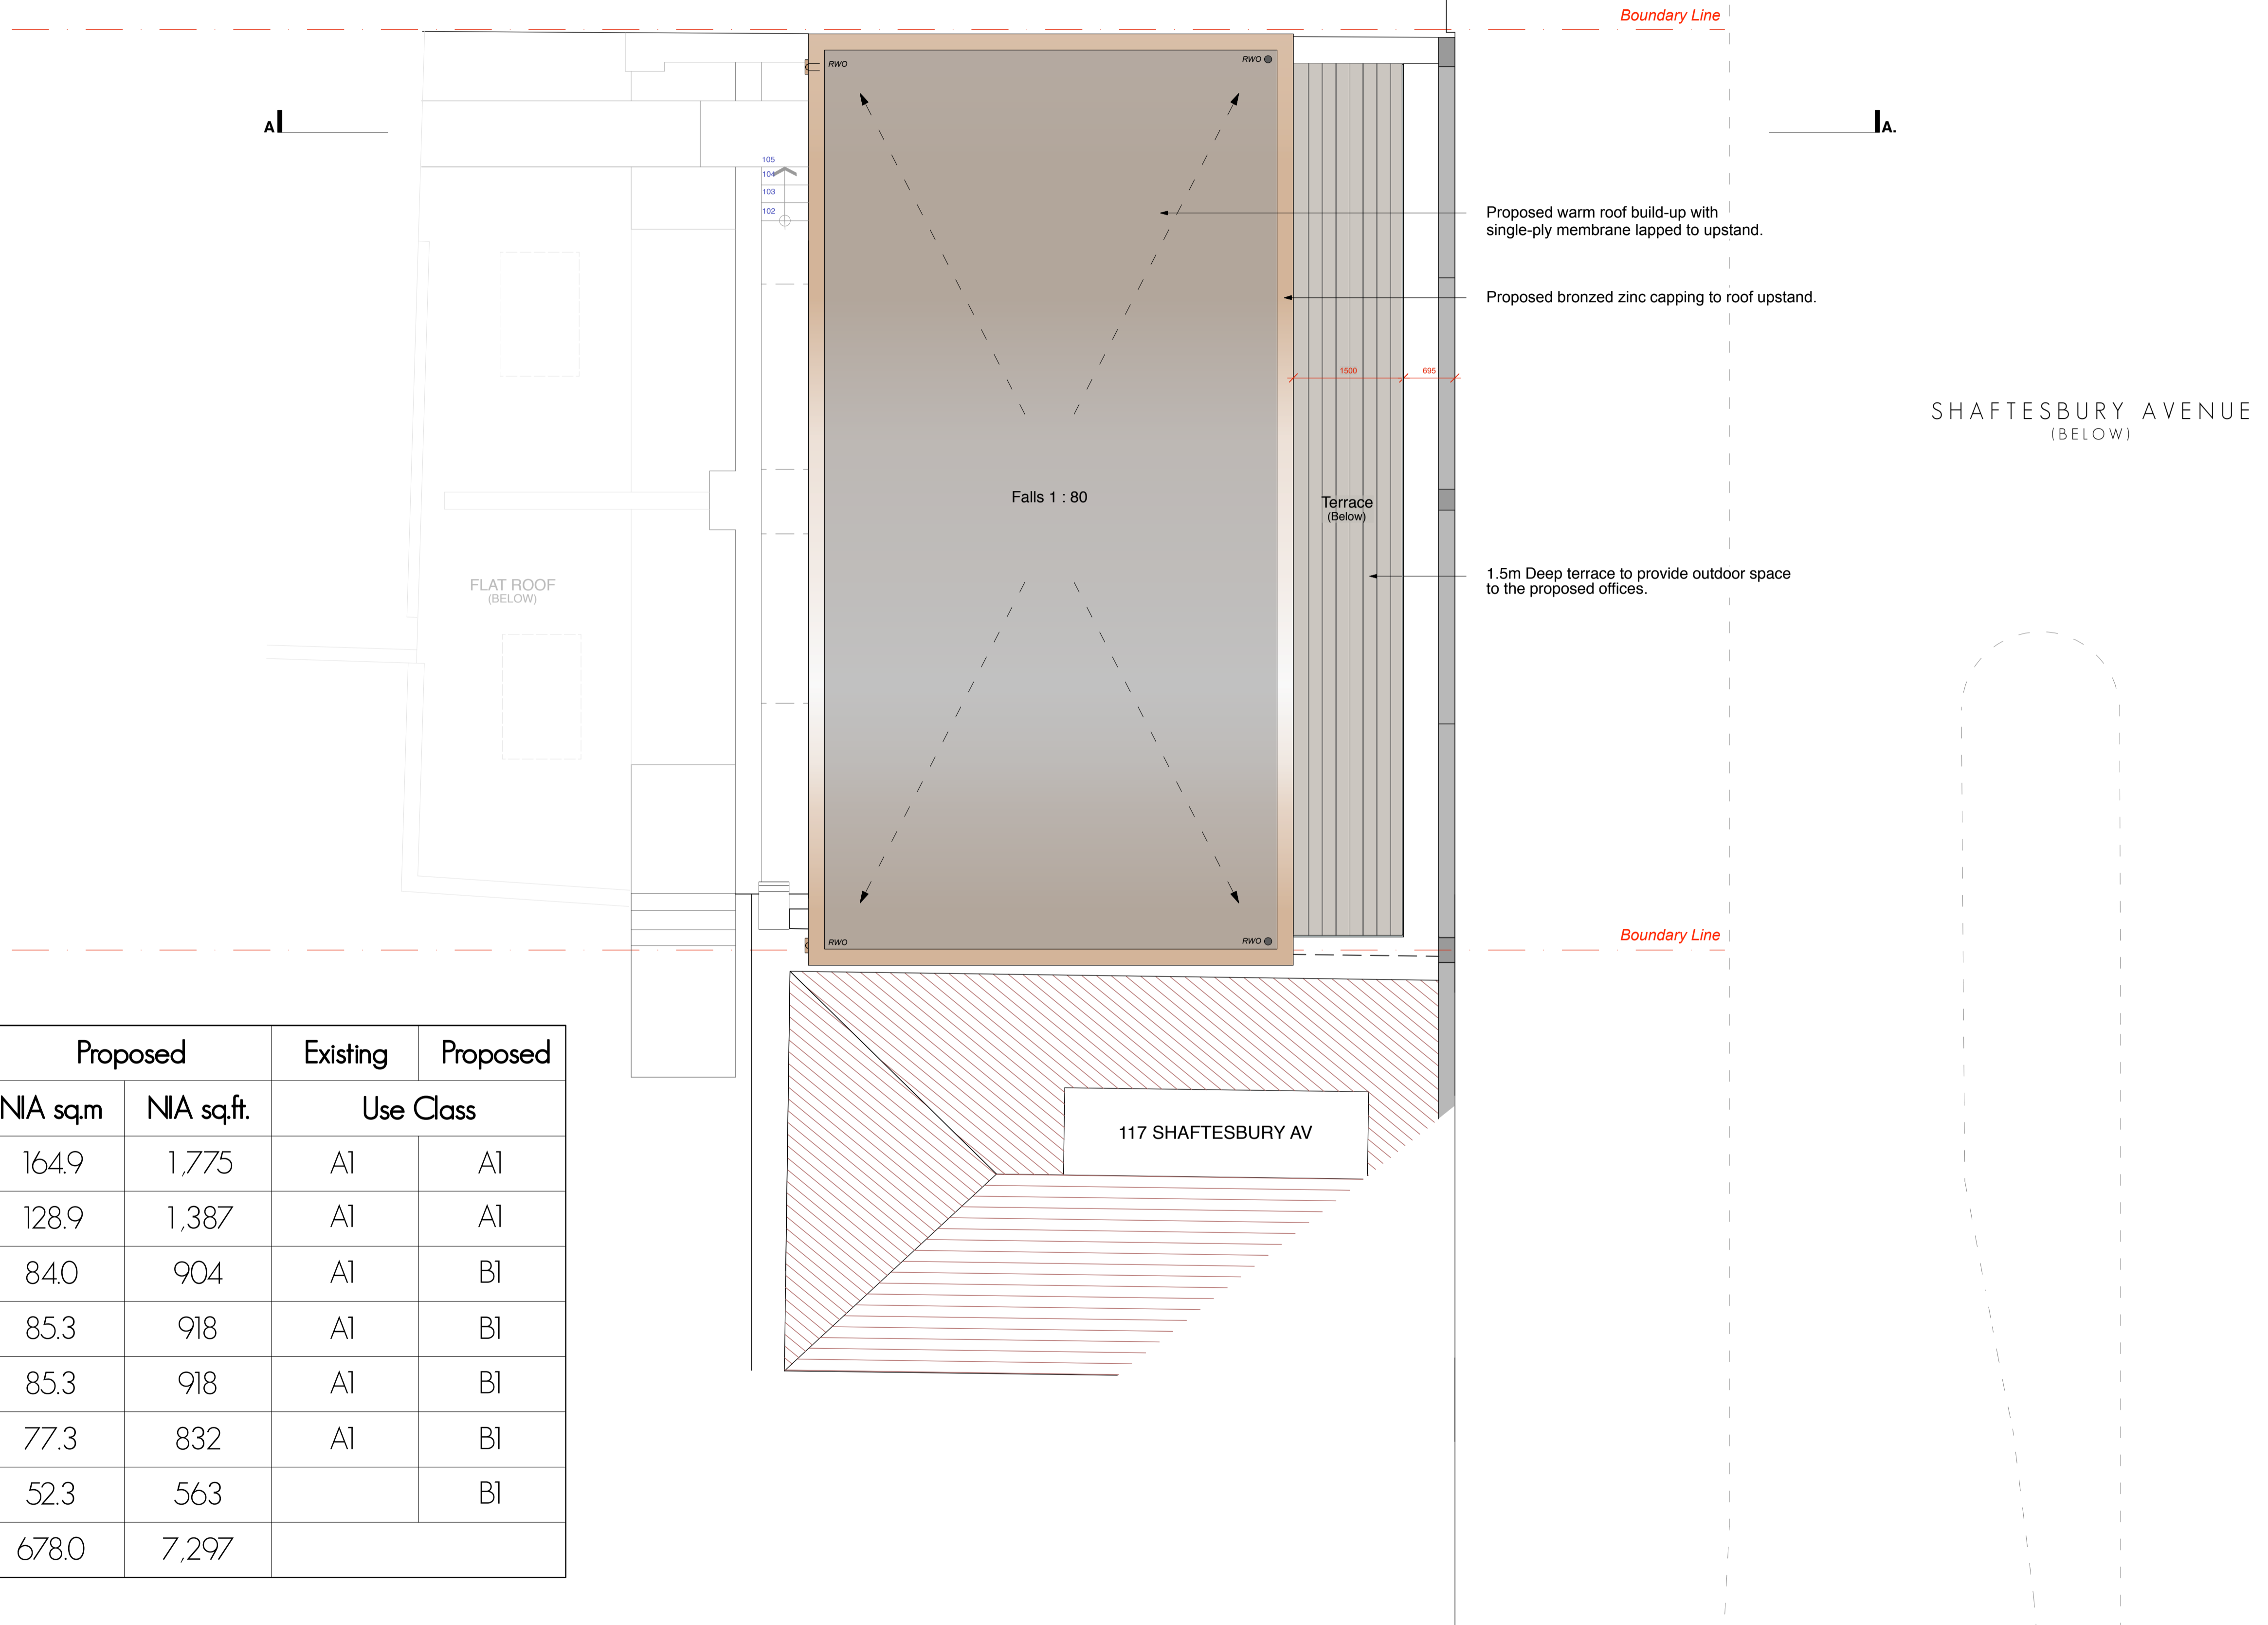 Boundary Line
RWO
RWO
A
A.
105
104
103
102
Proposed warm roof build-up with
single-ply membrane lapped to upstand.
Proposed bronzed zinc capping to roof upstand.
1500
695
SHAFTESBURY AVENUE
(BELOW)
Falls 1 : 80
Terrace
(Below)
1.5m Deep terrace to provide outdoor space
to the proposed offices.
FLAT ROOF
(BELOW)
Boundary Line
RWO
RWO
117 SHAFTESBURY AV
Proposed Existing Proposed
NIA sq.m NIA sq.ft. Use Class
164.9 1,775 A1 A1
128.9 1,387 A1 A1
84.0 904 A1 B1
85.3 918 A1 B1
85.3 918 A1 B1
77.3 832 A1 B1
52.3 563 B1
678.0 7,297